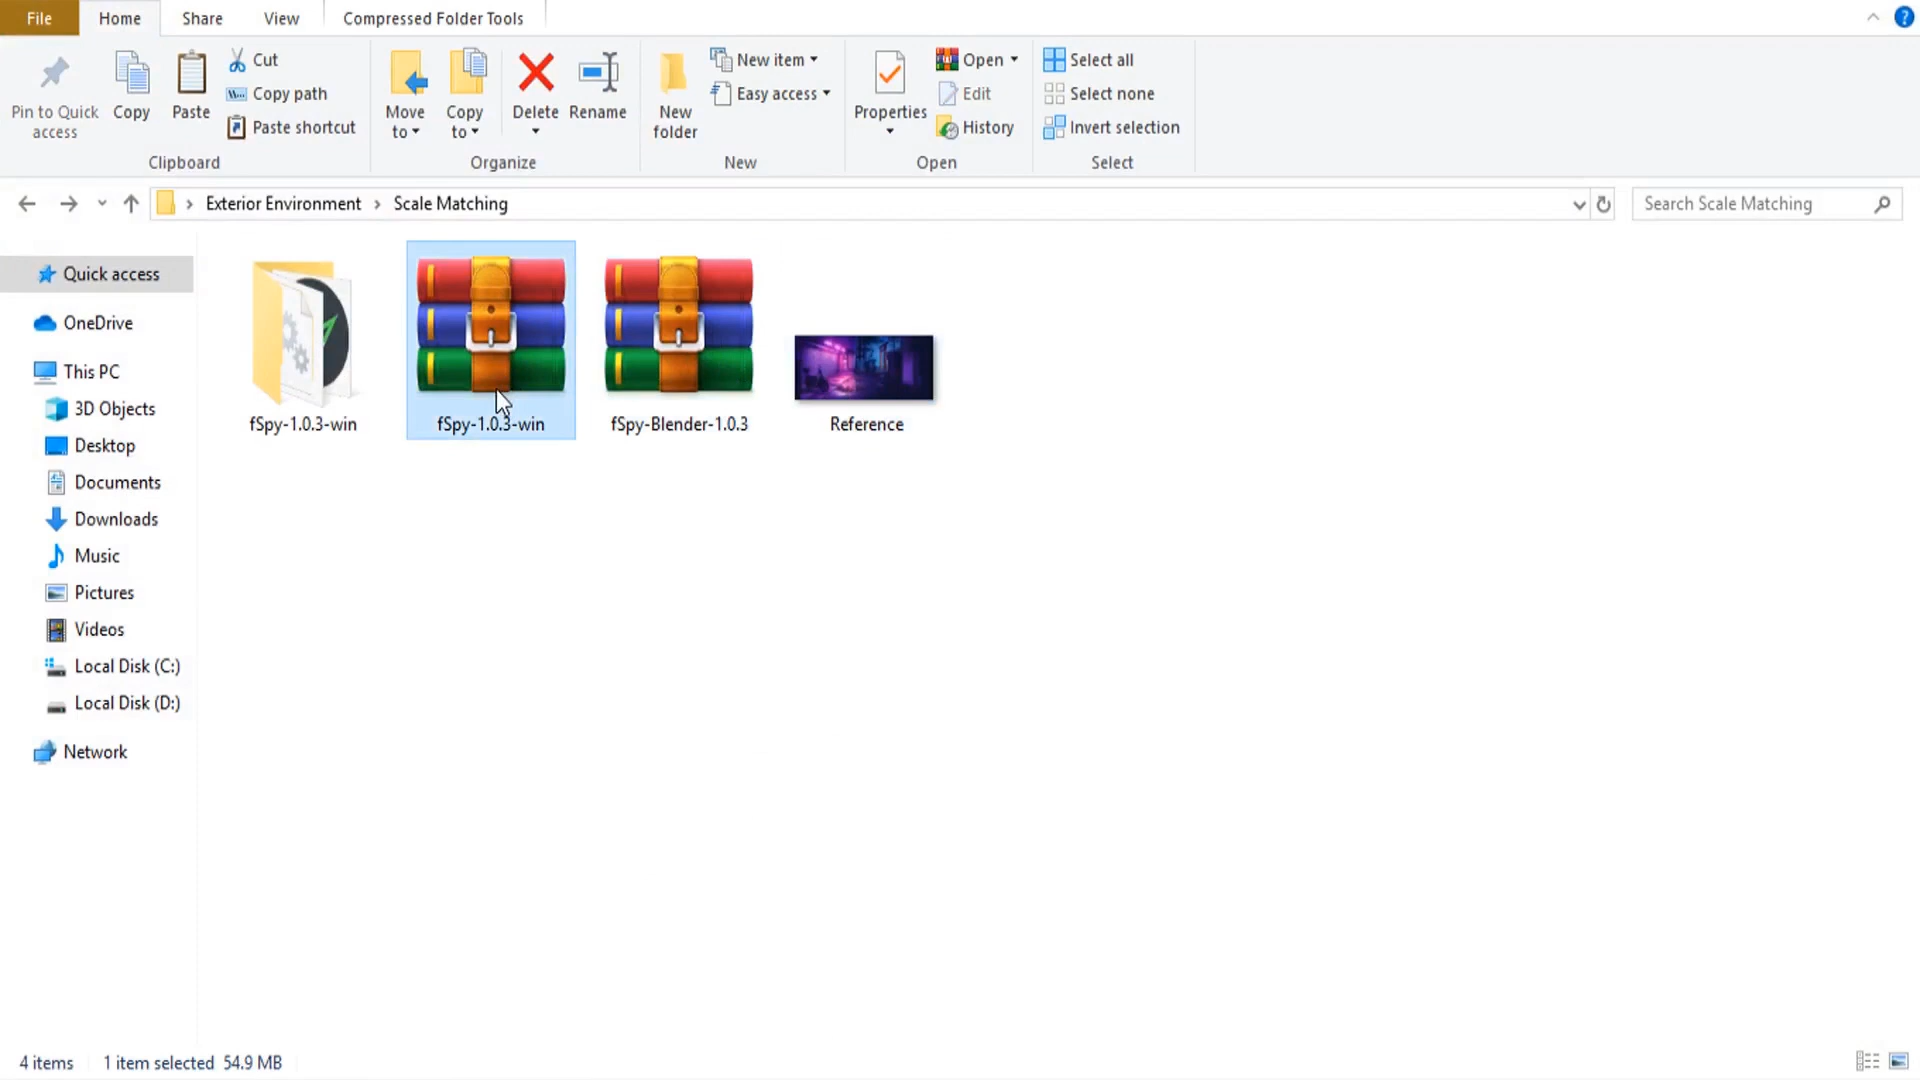 File Home Share View Compressed Folder Tools
Pin to Quick access
Copy
Paste
Cut
Copy path
Paste shortcut
Clipboard
Move to
Copy to
Delete
Rename
Organize
New folder
New item
Easy access
New
Properties
Open
Edit
History
Open
Select all
Select none
Invert selection
Select
Exterior Environment Scale Matching
Search Scale Matching
Quick access
OneDrive
This PC
3D Objects
Desktop
Documents
Downloads
Music
Pictures
Videos
Local Disk (C:)
Local Disk (D:)
Network
fSpy-1.0.3-win
fSpy-1.0.3-win
fSpy-Blender-1.0.3
Reference
4 items 1 item selected 54.9 MB